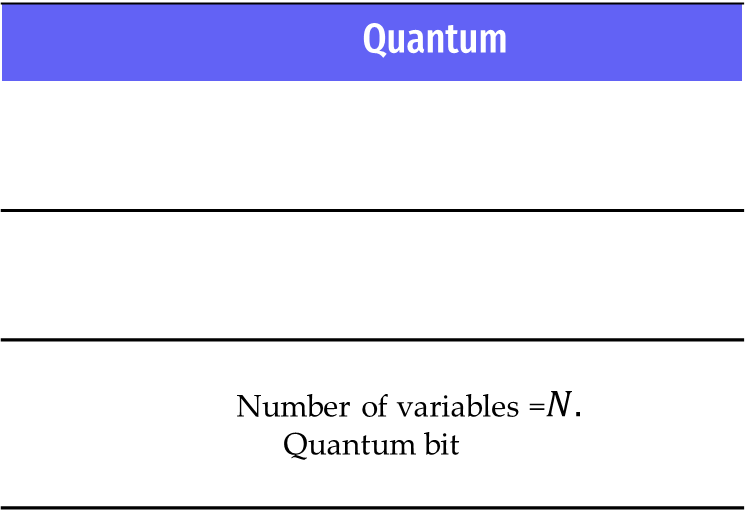 Quantum
Number of variables =N.
Quantum bit